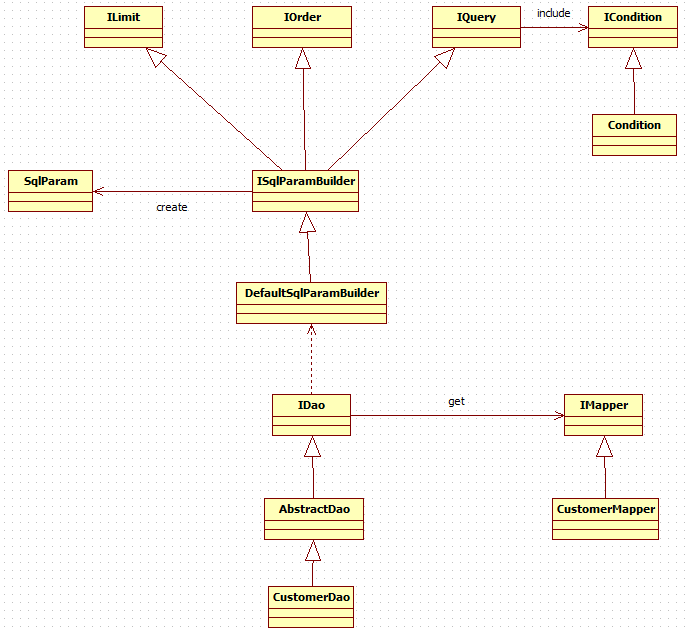 ILimit
IOrder
IQuery
include
ICondition
Condition
SqlParam
create
ISqlParamBuilder
DefaultSqlParamBuilder
IDao
get
IMapper
AbstractDao
CustomerMapper
CustomerDao